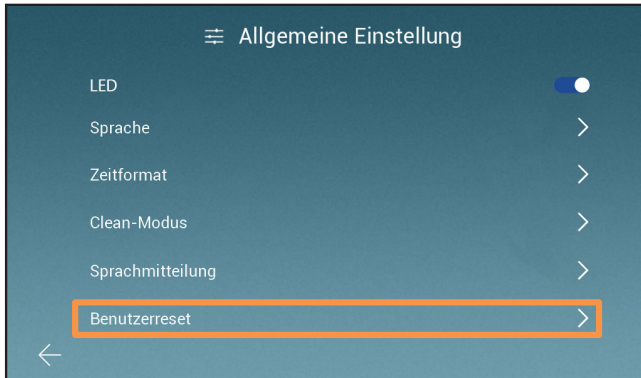 Allgemeine Einstellung
LED
Sprache
Zeitformat
Clean-Modus
Sprachmitteilung
Benutzerreset